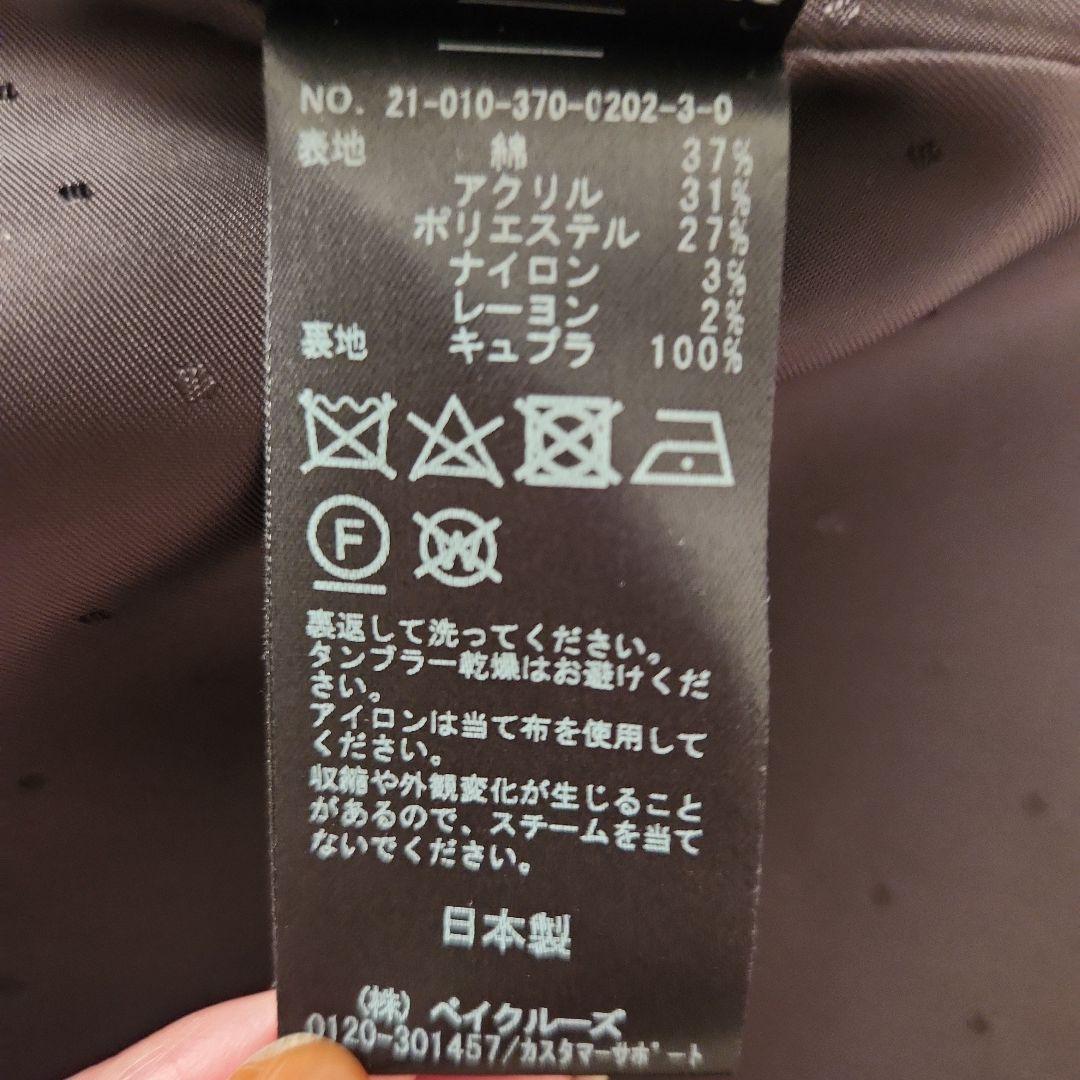 NO. 21-010-370-0202-3-0
表地 綿 37%
アクリル 31%
ポリエステル 27%
ナイロン 3%
レーヨン 2%
裏地 キュプラ 100%
F W
裏返して洗ってください。
タンブラー乾燥はお避けくだ
さい。
アイロンは当て布を使用して
ください。
収縮や外観変化が生じること
があるので、スチームを当て
ないでください。
日本製
(株) ベイクルーズ
0120-301457/カスタマーサポート